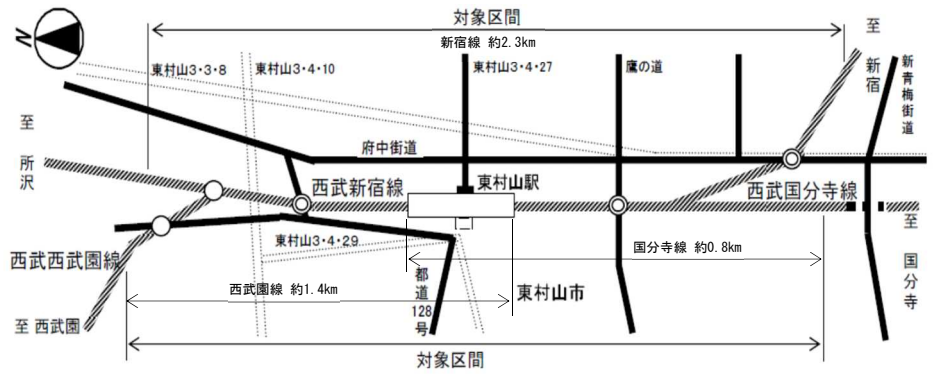 N
対象区間
新宿線 約2.3km
至 新宿
新青梅街道
東村山3・3・8
東村山3・4・10
東村山3・4・27
鷹の道
至 所沢
府中街道
西武新宿線
東村山駅
西武国分寺線
東村山3・4・29
国分寺線 約0.8km
至 国分寺
西武西武園線
西武園線 約1.4km
都道128号
東村山市
至 西武園
対象区間